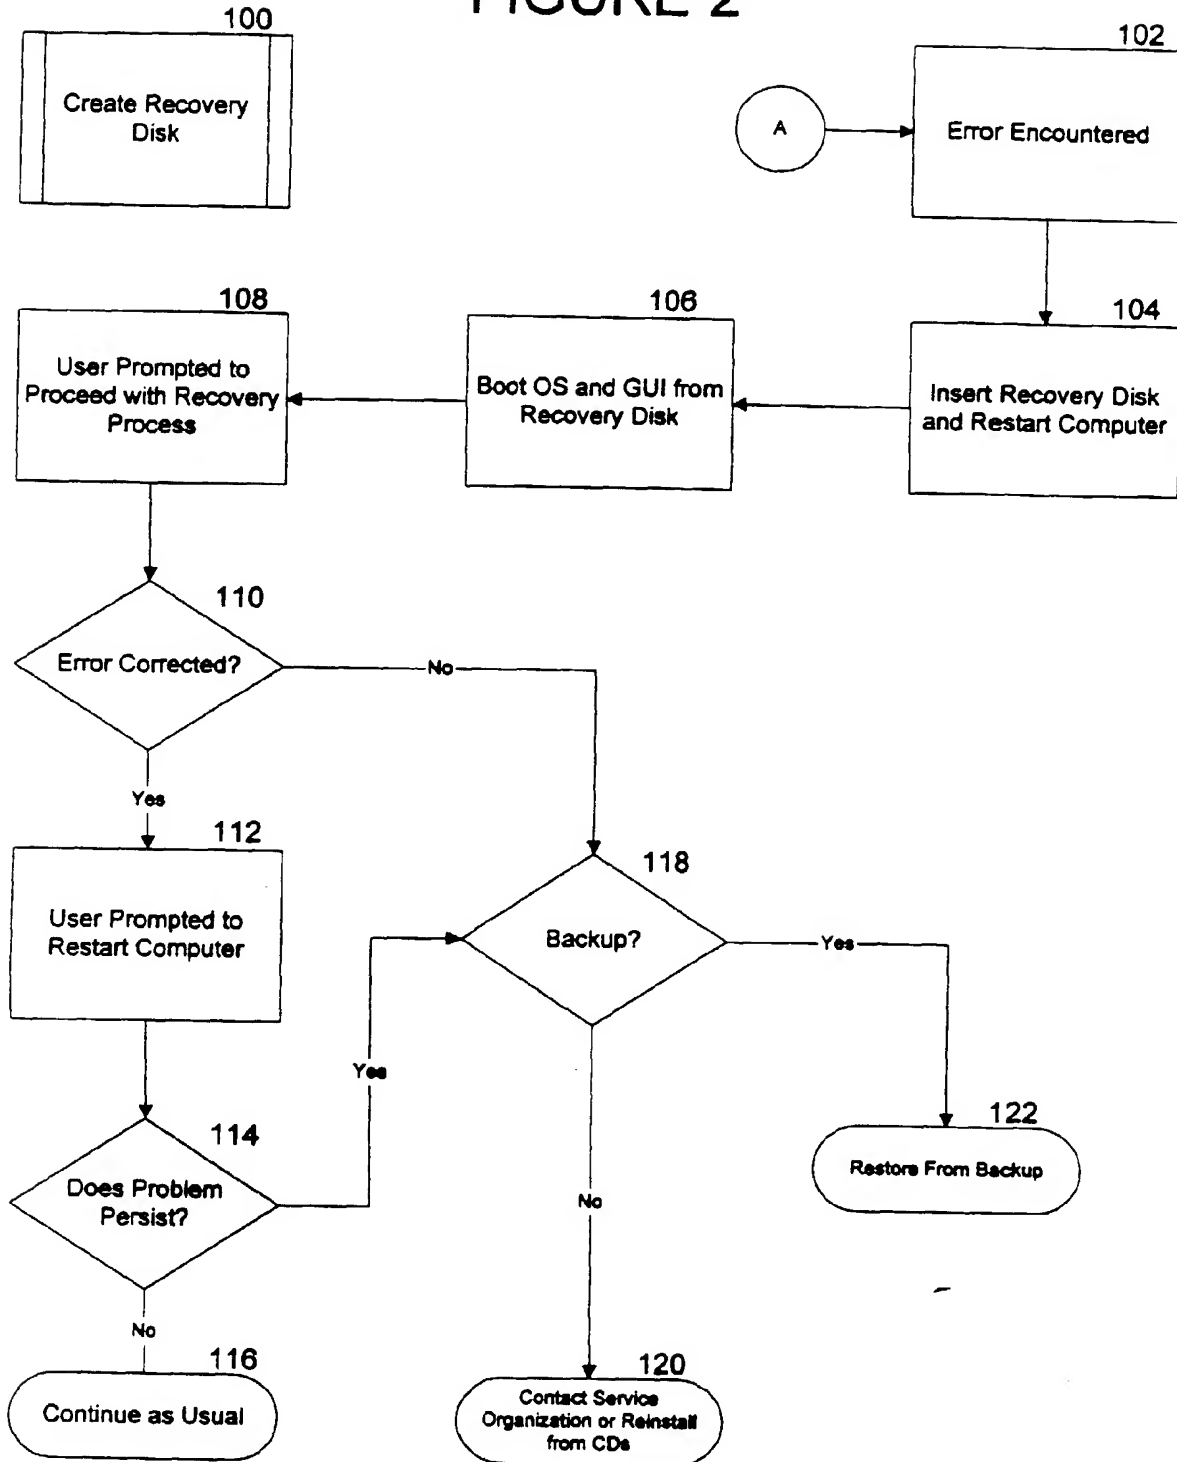 FIGURE 2
100
Create Recovery
Disk
A
102
Error Encountered
108
User Prompted to
Proceed with Recovery
Process
106
Boot OS and GUI from
Recovery Disk
104
Insert Recovery Disk
and Restart Computer
110
Error Corrected?
No
Yes
112
User Prompted to
Restart Computer
118
Backup?
Yes
Yes
114
Does Problem
Persist?
No
122
Restore From Backup
No
116
Continue as Usual
120
Contact Service
Organization or Reinstall
from CDs